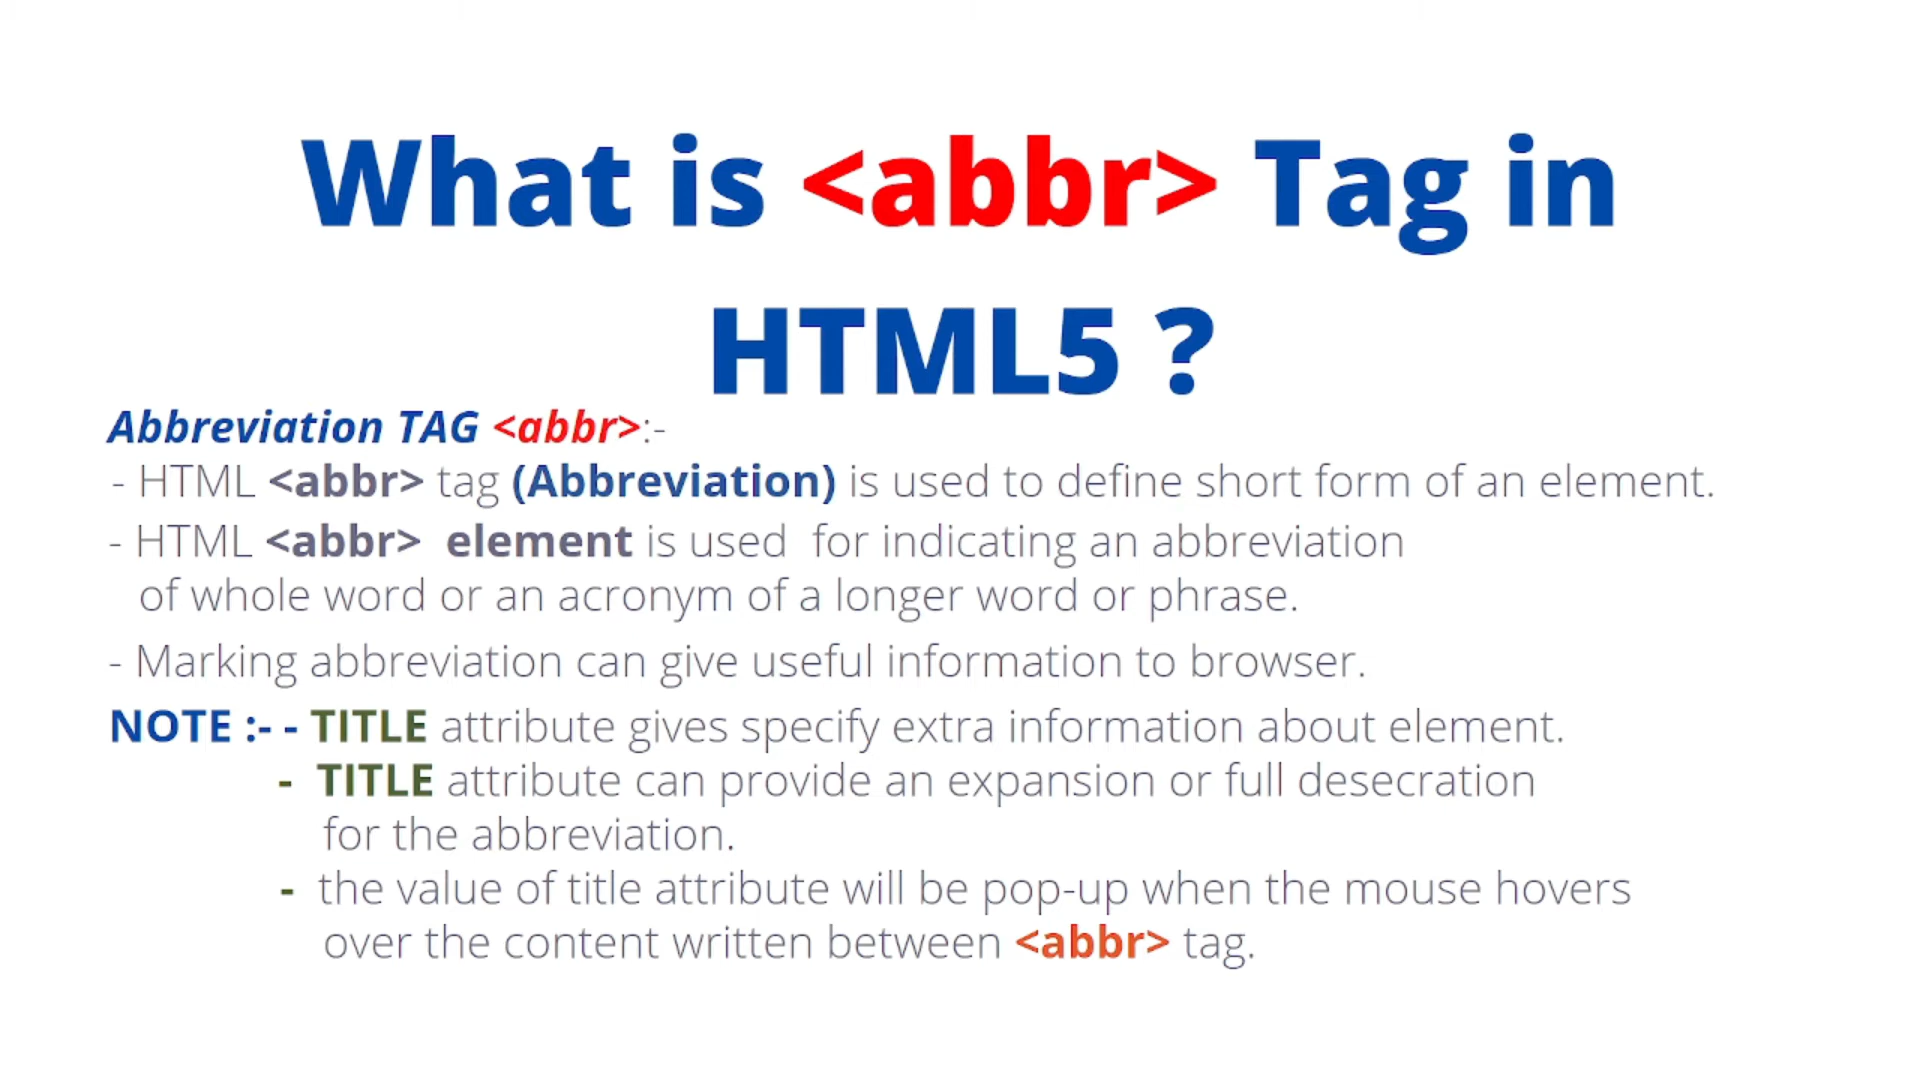 What is <abbr> Tag in
HTML5 ?
Abbreviation TAG <abbr>:-
- HTML <abbr> tag (Abbreviation) is used to define short form of an element.
- HTML <abbr> element is used for indicating an abbreviation
of whole word or an acronym of a longer word or phrase.
- Marking abbreviation can give useful information to browser.
NOTE :- - TITLE attribute gives specify extra information about element.
- TITLE attribute can provide an expansion or full desecration
for the abbreviation.
- the value of title attribute will be pop-up when the mouse hovers
over the content written between <abbr> tag.